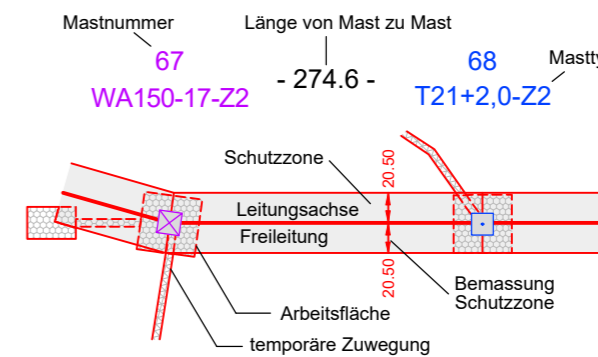 Mastnummer
Länge von Mast zu Mast
67
- 274.6 -
68
Mastty
WA150-17-Z2
T21+2,0-Z2
Schutzzone
20.50
Leitungsachse
Freileitung
20.50
Bemassung
Schutzzone
Arbeitsfläche
temporäre Zuwegung